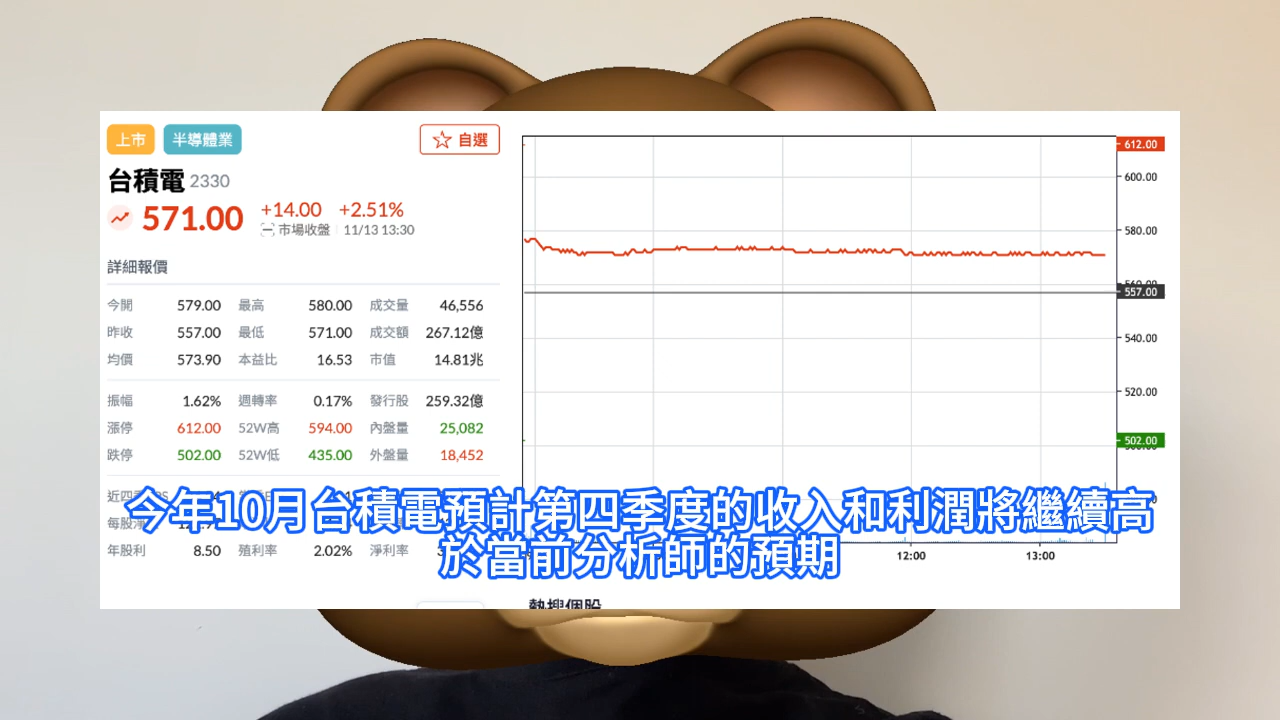 上市 半導體業 自選
台積電 2330
571.00 +14.00 +2.51%
市場收盤 11/13 13:30
詳細報價
今開 579.00 最高 580.00 成交量 46,556
昨收 557.00 最低 571.00 成交額 267.12億
均價 573.90 本益比 16.53 市值 14.81兆
振幅 1.62% 週轉率 0.17% 發行股 259.32億
漲停 612.00 52W高 594.00 內盤量 25,082
跌停 502.00 52W低 435.00 外盤量 18,452
年股利 8.50 殖利率 2.02% 淨利率
612.00
600.00
580.00
557.00
540.00
520.00
502.00
12:00 13:00
今年10月台積電預計第四季度的收入和利潤將繼續高
於當前分析師的預期
熱搜個股